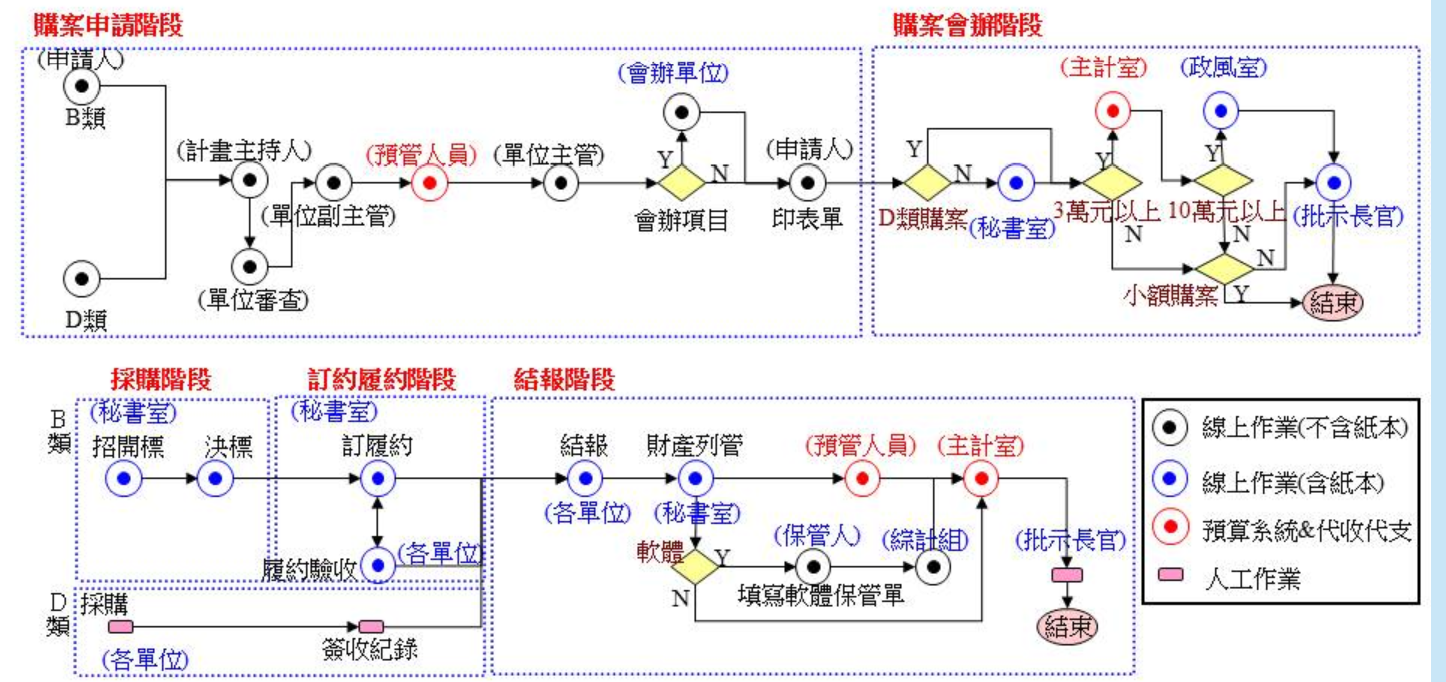 購案申請階段
(申請人)
B類
D類
(計畫主持人)
(單位審查)
(單位副主管)
(預管人員)
(單位主管)
(會辦單位)
Y
N
會辦項目
(申請人)
印表單
購案會辦階段
Y
N
D類購案
(秘書室)
(主計室)
Y
3萬元以上
N
(政風室)
Y
10萬元以上
N
小額購案
N
Y
(批示長官)
結束
B
類
採購階段
(秘書室)
招開標
決標
訂約履約階段
(秘書室)
訂履約
履約驗收
(各單位)
D
類
採購
(各單位)
簽收紀錄
結報階段
結報
(各單位)
財產列管
(秘書室)
軟體
Y
N
(保管人)
填寫軟體保管單
(綜計組)
(預管人員)
(主計室)
(批示長官)
結束
線上作業(不含紙本)
線上作業(含紙本)
預算系統&代收代支
人工作業